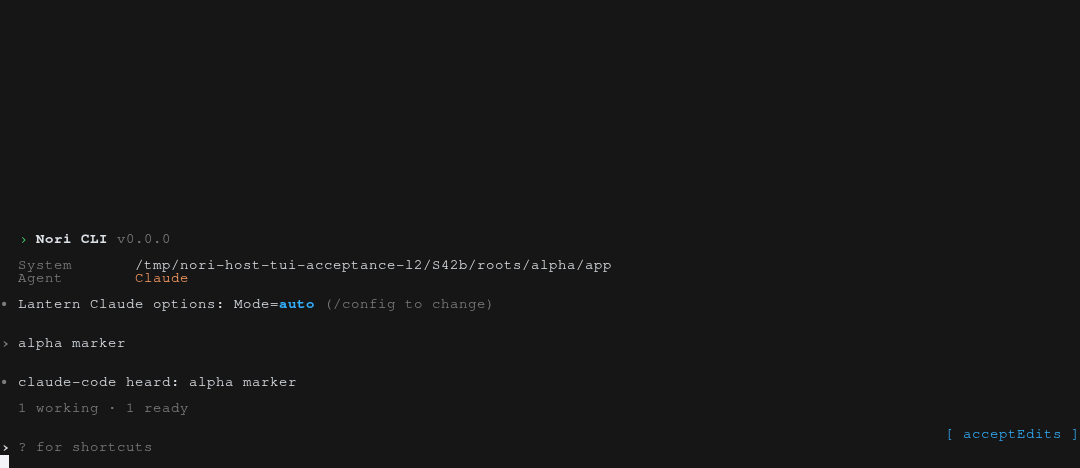 › Nori CLI v0.0.0
System /tmp/nori-host-tui-acceptance-l2/S42b/roots/alpha/app
Agent Claude
• Lantern Claude options: Mode=auto (/config to change)
› alpha marker
• claude-code heard: alpha marker
1 working · 1 ready
[ acceptEdits ]
› ? for shortcuts